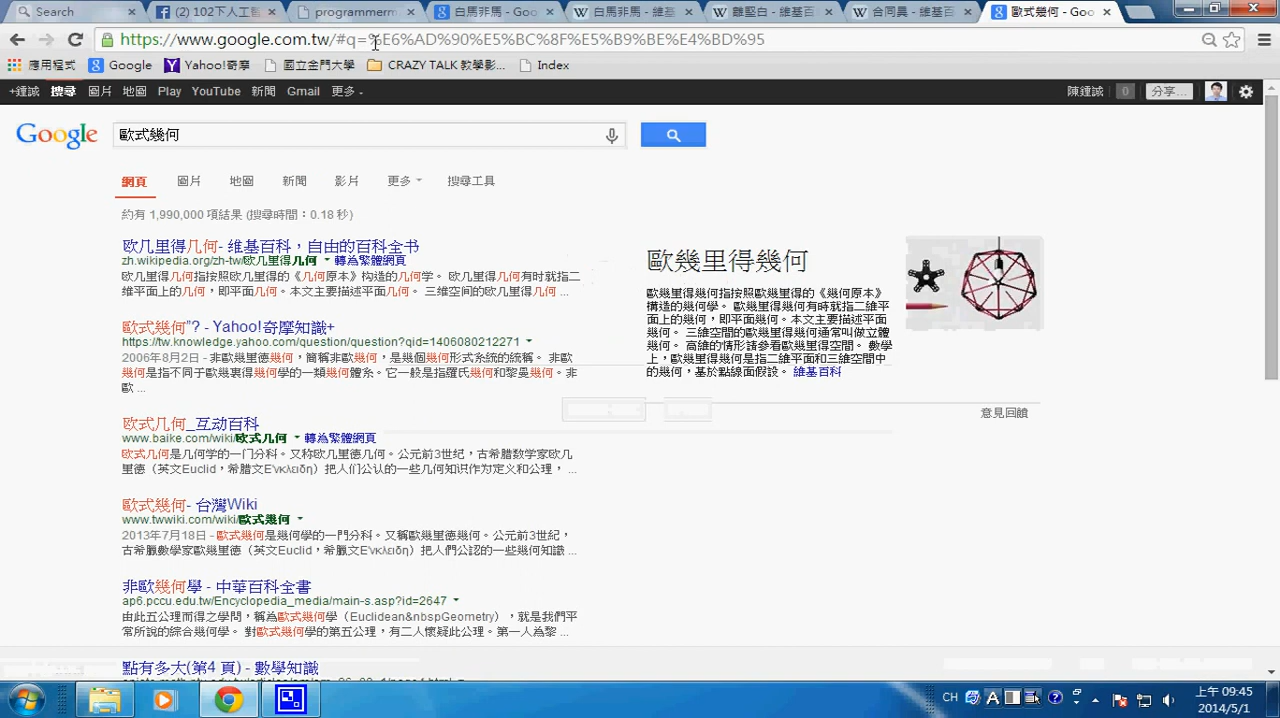 Search
(2) 102下人工智
programmerm
白馬非馬 - Goo
白馬非馬 - 維基
離堅白 - 維基百
合同異 - 維基百
歐式幾何 - Goo
https://www.google.com.tw/#q=%E6%AD%90%E5%BC%8F%E5%B9%BE%E4%BD%95
應用程式 Google Yahoo!奇摩 國立金門大學 CRAZY TALK 教學影... Index
+鍾誠 搜尋 圖片 地圖 Play YouTube 新聞 Gmail 更多 陳鍾誠 0 分享...
Google 歐式幾何
網頁 圖片 地圖 新聞 影片 更多 搜尋工具
約有 1,990,000 項結果 (搜尋時間：0.18 秒)
欧几里得几何- 维基百科，自由的百科全书
zh.wikipedia.org/zh-tw/欧几里得几何 轉為繁體網頁
欧几里得几何指按照欧几里得的《几何原本》构造的几何学。 欧几里得几何有时就指二
维平面上的几何，即平面几何。本文主要描述平面几何。 三维空间的欧几里得几何 ...
歐式幾何"? - Yahoo!奇摩知識+
https://tw.knowledge.yahoo.com/question/question?qid=1406080212271
2006年8月2日 - 非歐幾里德幾何，簡稱非歐幾何，是幾個幾何形式系統的統稱。 非歐
幾何是指不同于歐幾裏得幾何學的一類幾何體系。它一般是指羅氏幾何和黎曼幾何。非
歐 ...
歐式几何_互动百科
www.baike.com/wiki/歐式几何 轉為繁體網頁
欧式几何是几何学的一门分科。又称欧几里德几何。公元前3世纪，古希腊数学家欧几
里德（英文Euclid，希腊文Ε'υκλειδη）把人们公认的一些几何知识作为定义和公理， ...
歐式幾何- 台灣Wiki
www.twwiki.com/wiki/歐式幾何
2013年7月18日 - 歐式幾何是幾何學的一門分科。又稱歐幾里德幾何。公元前3世紀，
古希臘數學家歐幾里德（英文Euclid，希臘文Ε'υκλειδη）把人們公認的一些幾何知識 ...
非歐幾何學 - 中華百科全書
ap6.pccu.edu.tw/Encyclopedia_media/main-s.asp?id=2647
由此五公理而得之學問，稱為歐式幾何學（Euclidean&nbspGeometry），就是我們平
常所說的綜合幾何學。 對歐式幾何學的第五公理，有二人懷疑此公理。第一人為黎 ...
點有多大(第4 頁) - 數學知識
歐幾里得幾何
歐幾里得幾何指按照歐幾里得的《幾何原本》
構造的幾何學。 歐幾里得幾何有時就指二維平
面上的幾何，即平面幾何。本文主要描述平面
幾何。 三維空間的歐幾里得幾何通常叫做立體
幾何。 高維的情形請參看歐幾里得空間。 數學
上，歐幾里得幾何是指二維平面和三維空間中
的幾何，基於點線面假設。 維基百科
意見回饋
CH
上午 09:45
2014/5/1